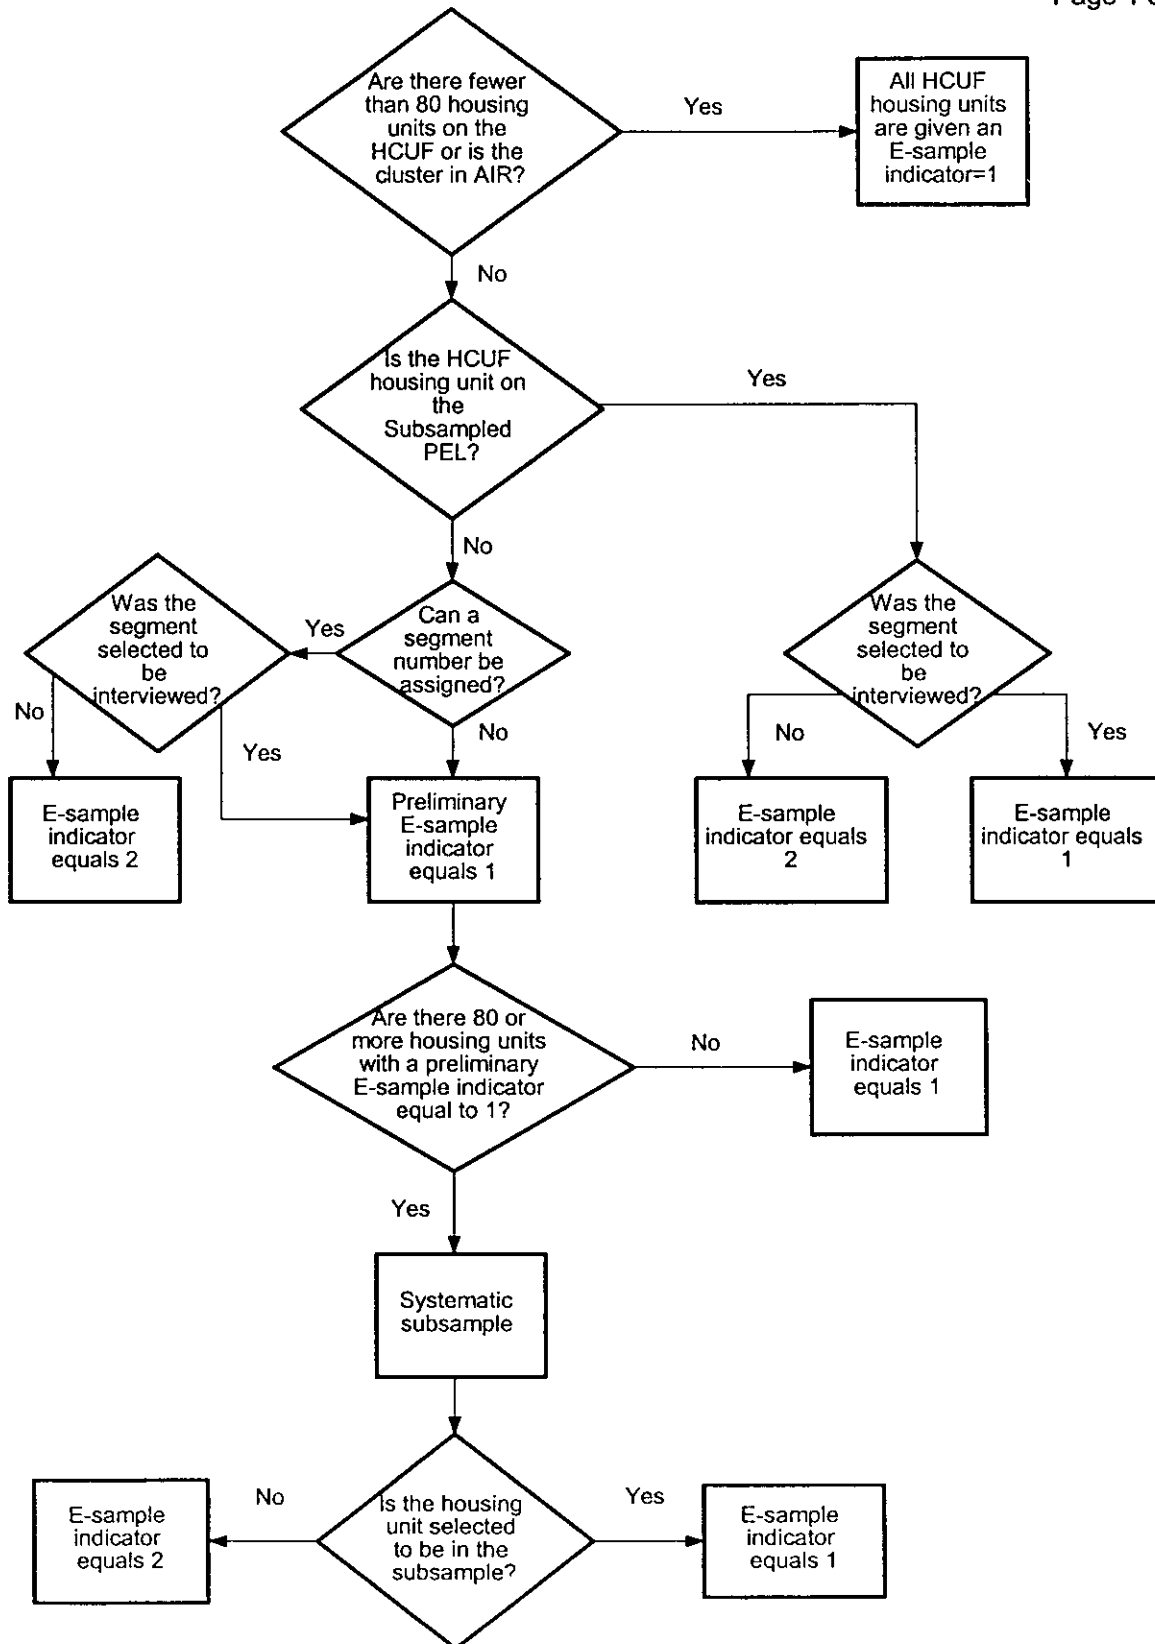 Page 1 o
Are there fewer
than 80 housing
units on the
HCUF or is the
cluster in AIR?
Yes
All HCUF
housing units
are given an
E-sample
indicator=1
No
Is the HCUF
housing unit on
the
Subsampled
PEL?
Yes
No
Was the
segment
selected to
be
interviewed?
Yes
Can a
segment
number be
assigned?
Was the
segment
selected to
be
interviewed?
No
Yes
No
No
Yes
E-sample
indicator
equals 2
Preliminary
E-sample
indicator
equals 1
E-sample
indicator equals
2
E-sample
indicator equals
1
Are there 80 or
more housing units
with a preliminary
E-sample indicator
equal to 1?
No
E-sample
indicator
equals 1
Yes
Systematic
subsample
Is the housing
unit selected
to be in the
subsample?
No
Yes
E-sample
indicator
equals 2
E-sample
indicator
equals 1